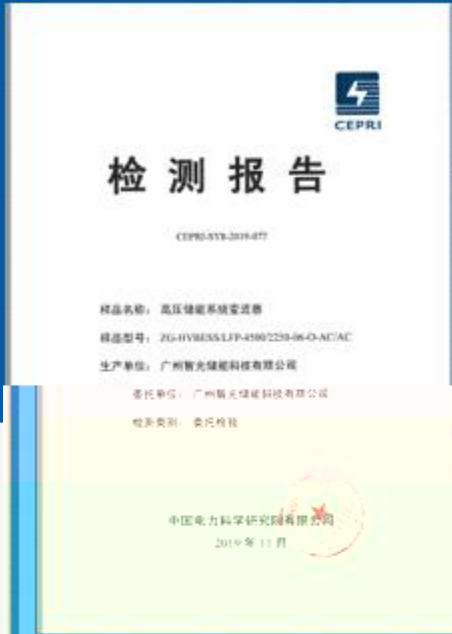 CEPRI
检测报告
CEPRI-SYS-2019-077
样品名称： 高压储能系统变流器
样品型号： ZG-HVBESS/LFP-4500/2250-06-O-AC/AC
生产单位： 广州智光储能科技有限公司
委托单位： 广州智光储能科技有限公司
检测类别： 委托检验
中国电力科学研究院有限公司
2019年11月